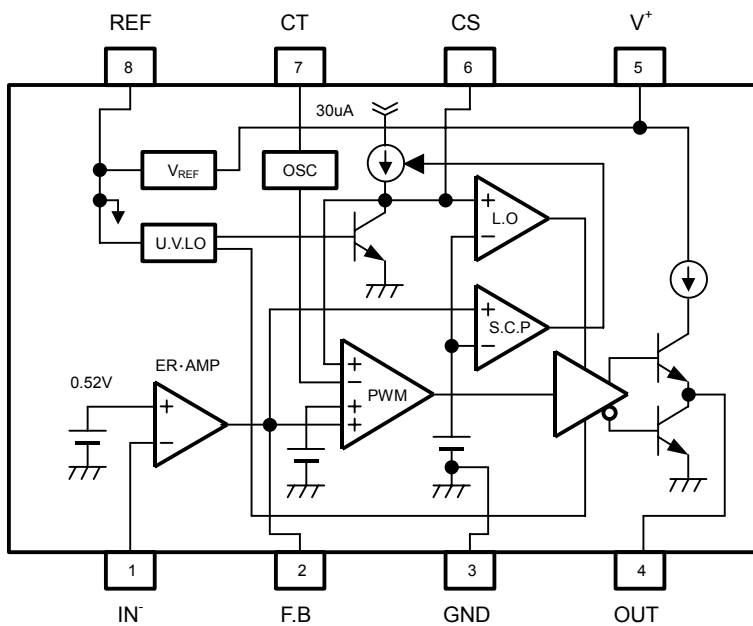 REF CT CS V⁺
8 7 6 5
30uA
V_REF OSC
+ L.O
U.V.LO −
+ S.C.P
−
ER·AMP
0.52V
+ + PWM
− −
+
+
1 2 3 4
IN⁻ F.B GND OUT